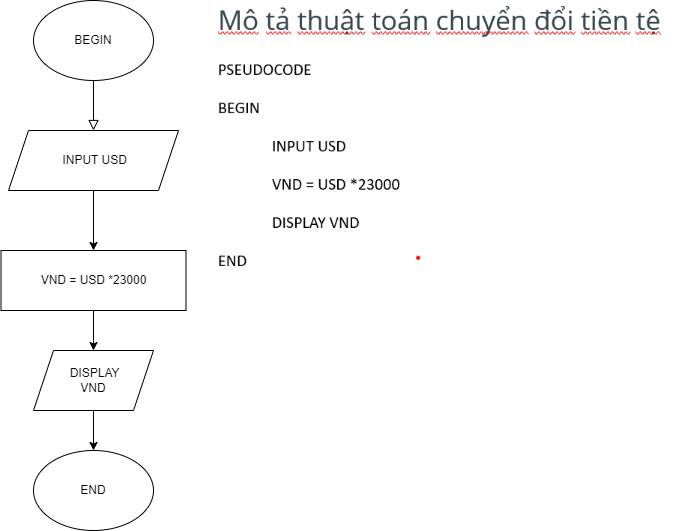 BEGIN
INPUT USD
VND = USD *23000
DISPLAY
VND
END
Mô tả thuật toán chuyển đổi tiền tệ
PSEUDOCODE
BEGIN
INPUT USD
VND = USD *23000
DISPLAY VND
END